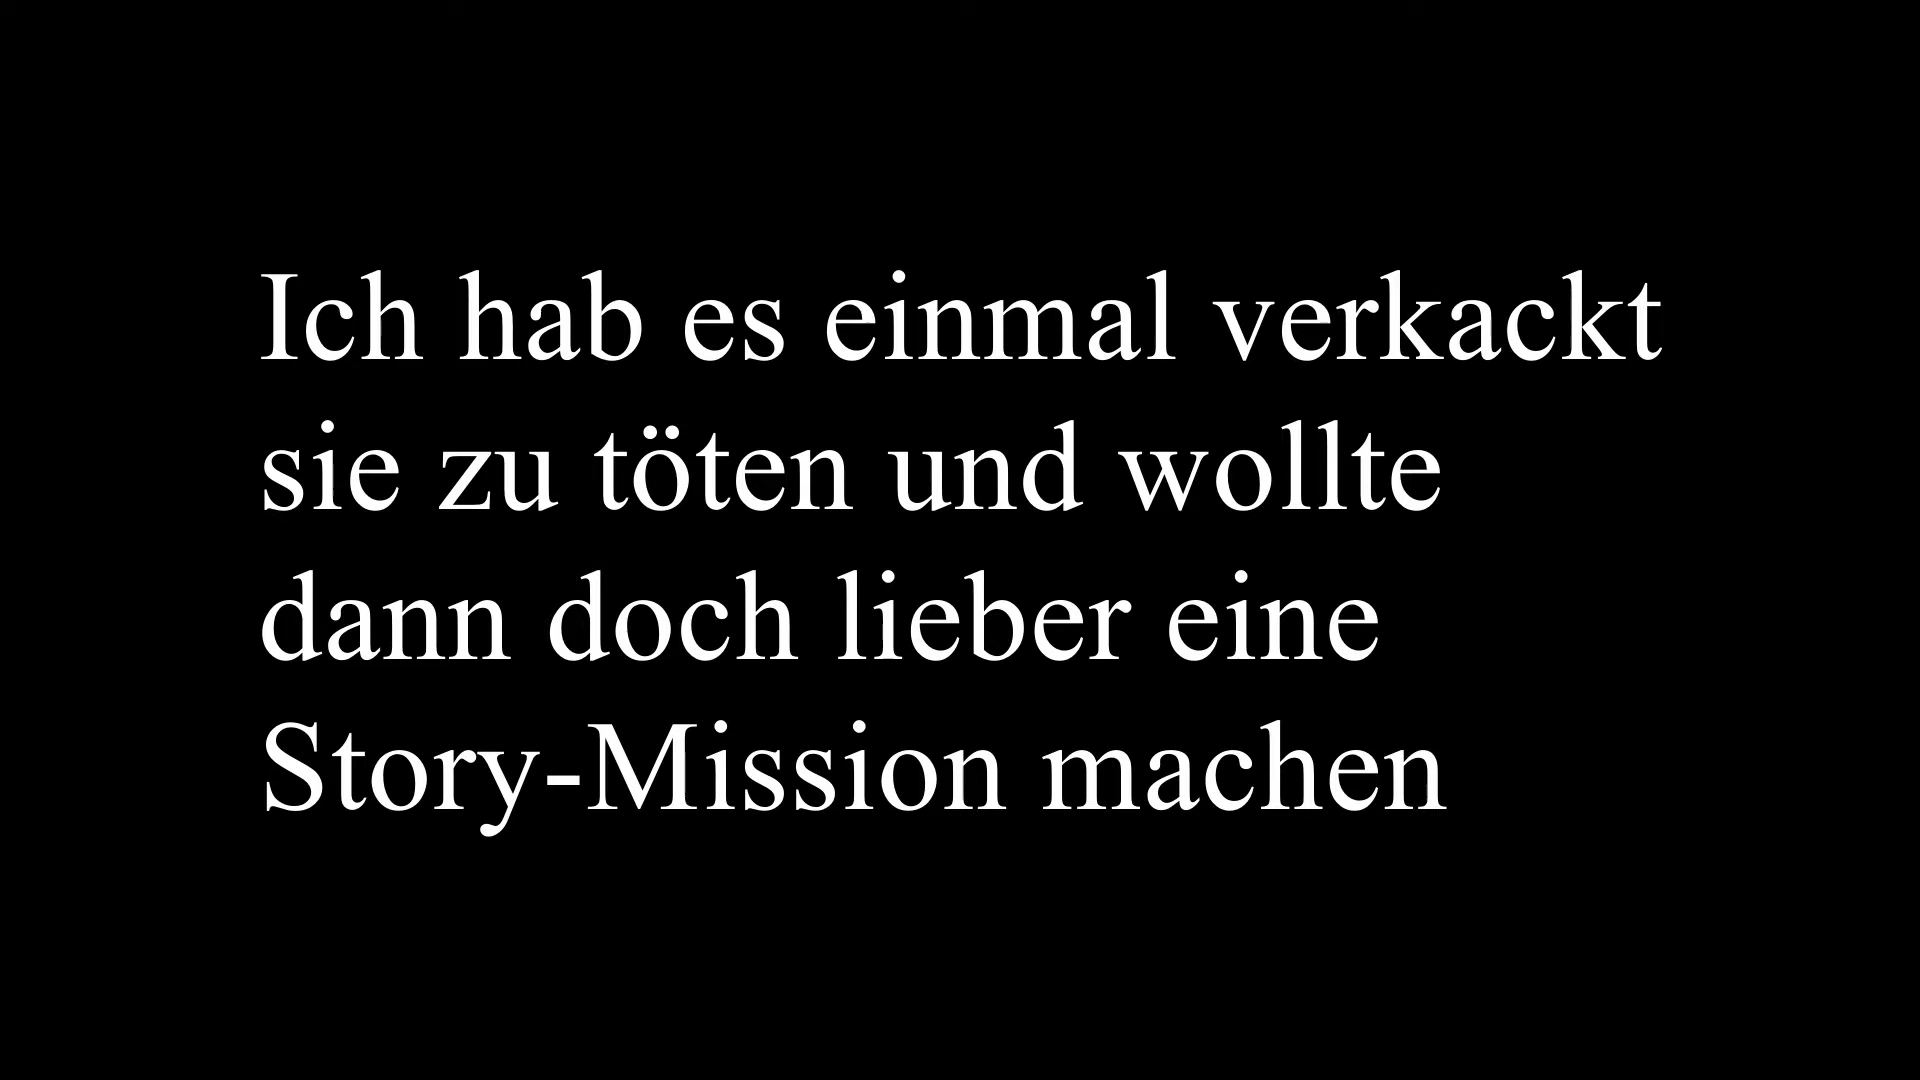 Ich hab es einmal verkackt
sie zu töten und wollte
dann doch lieber eine
Story-Mission machen